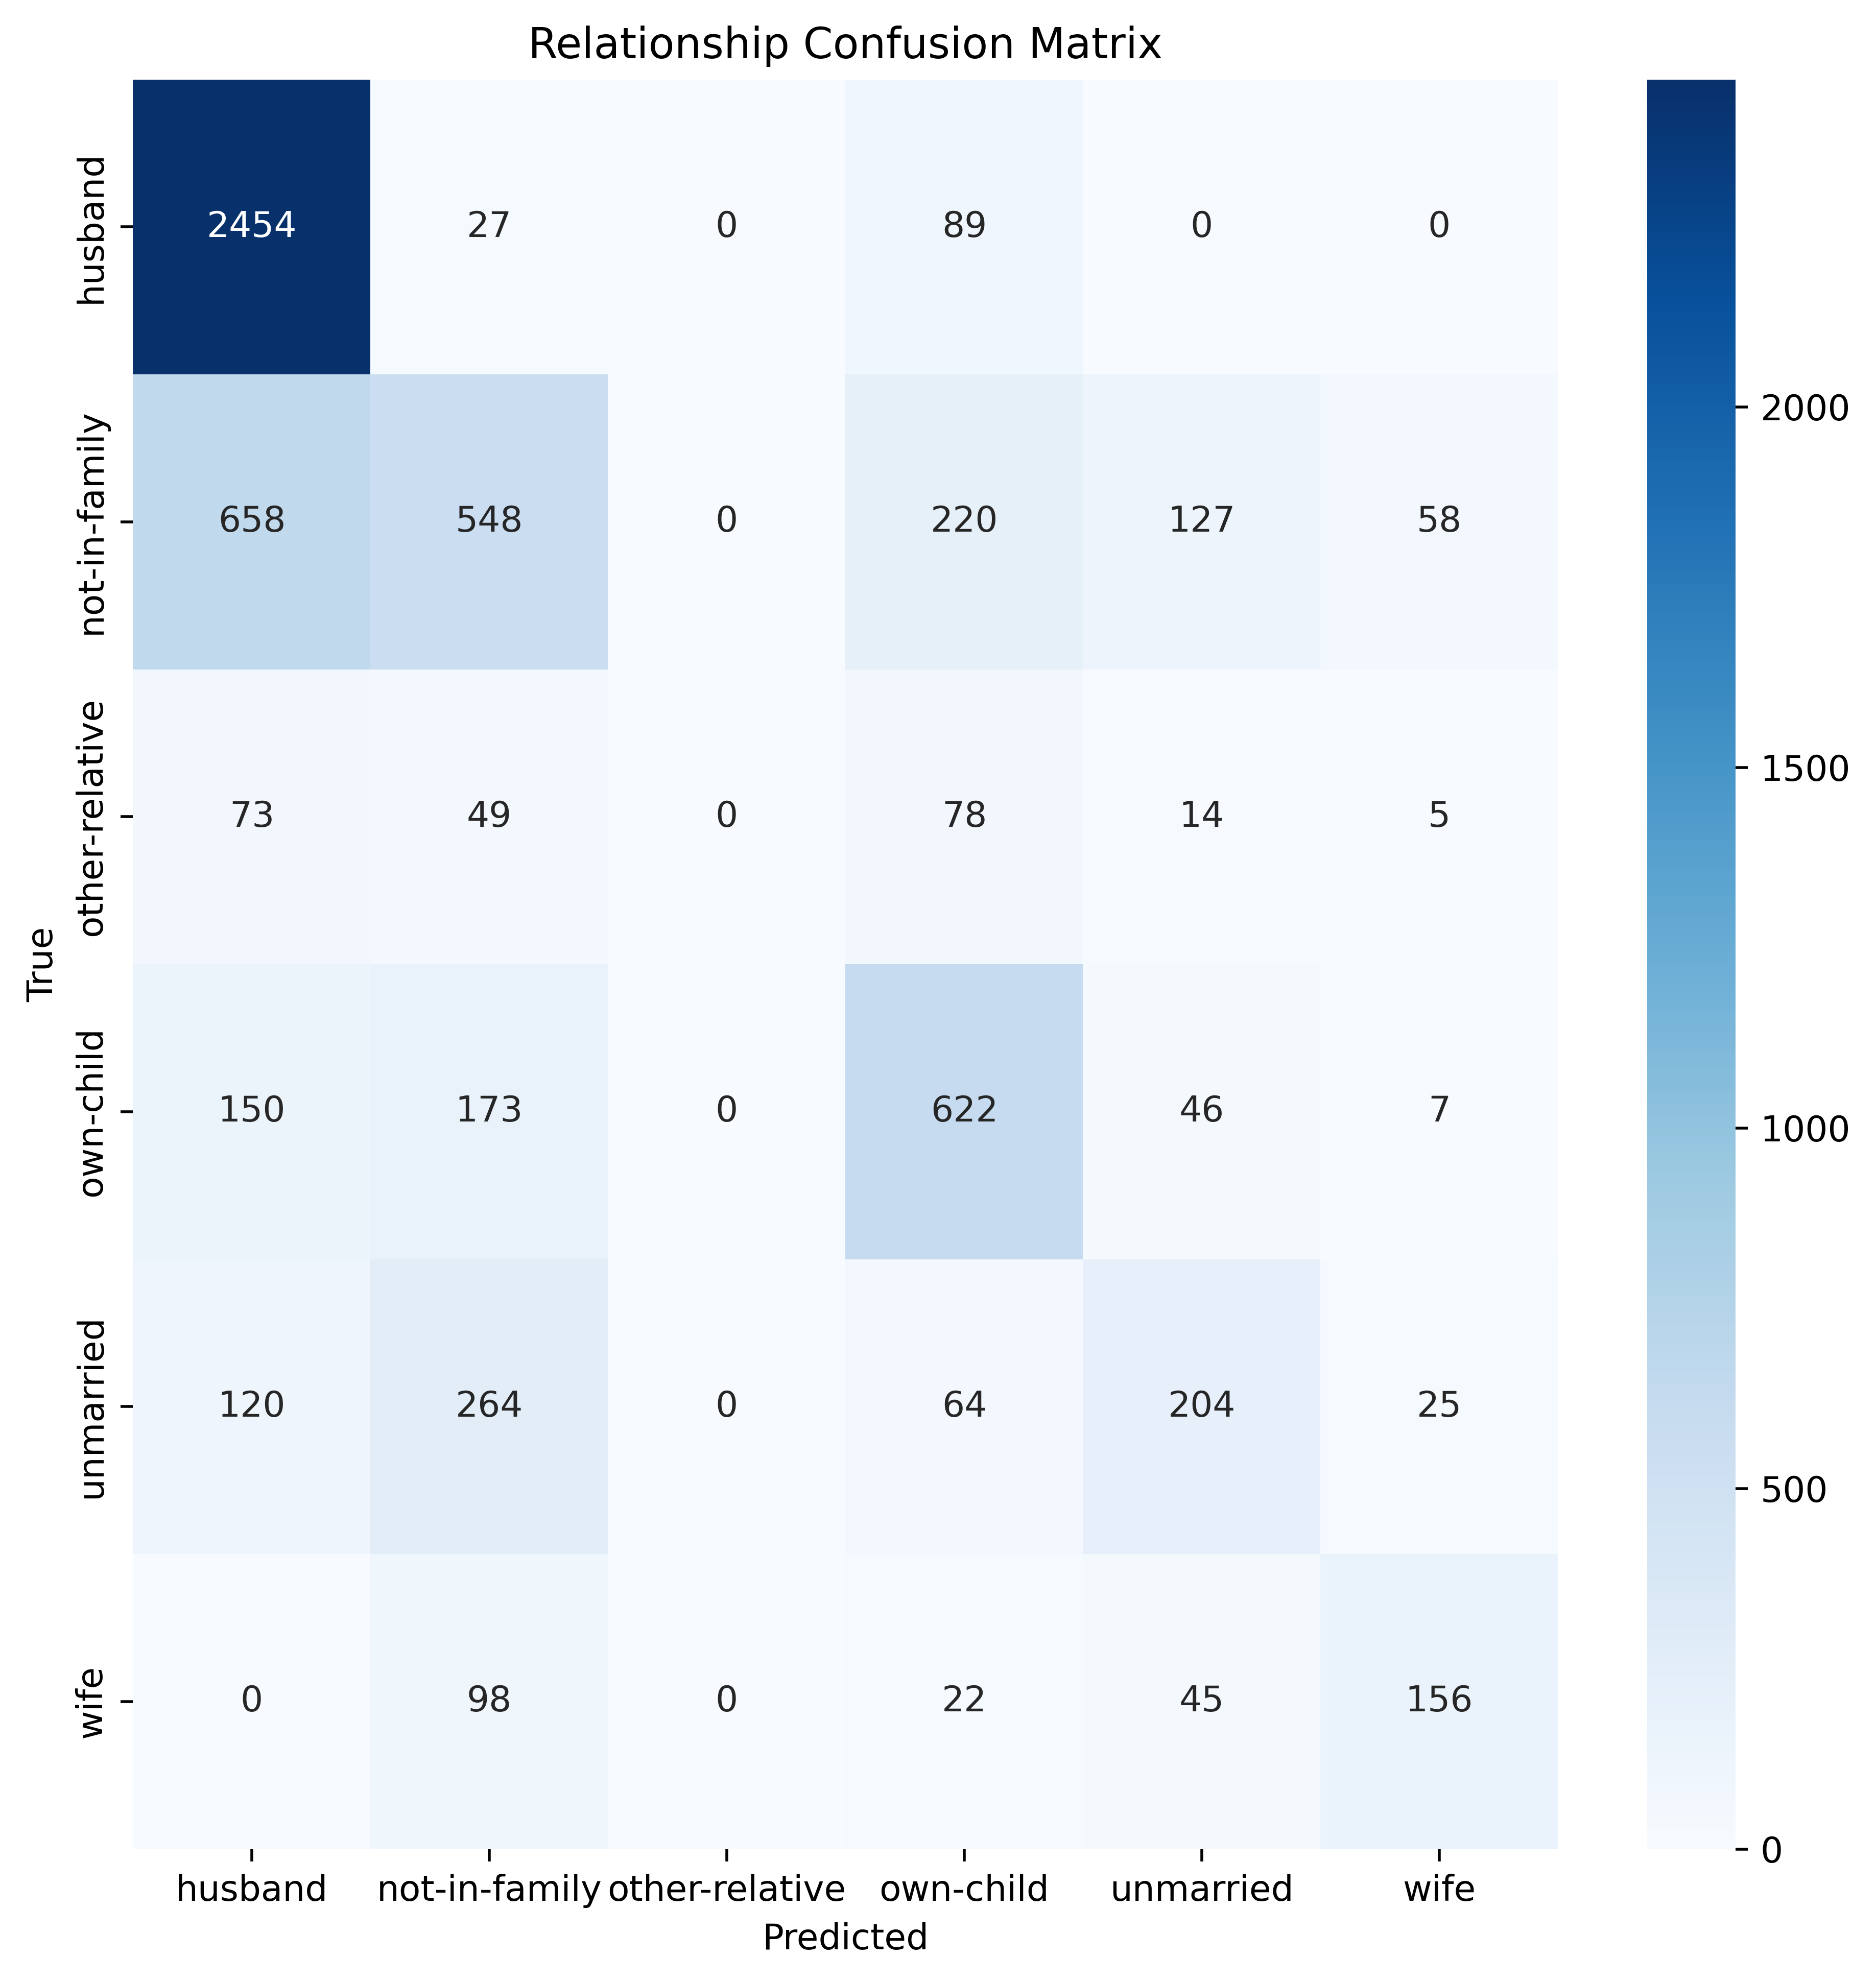 Relationship Confusion Matrix
True
husband 2454 27 0 89 0 0
not-in-family 658 548 0 220 127 58
other-relative 73 49 0 78 14 5
own-child 150 173 0 622 46 7
unmarried 120 264 0 64 204 25
wife 0 98 0 22 45 156
husband not-in-family other-relative own-child unmarried wife
Predicted
2000
1500
1000
500
0